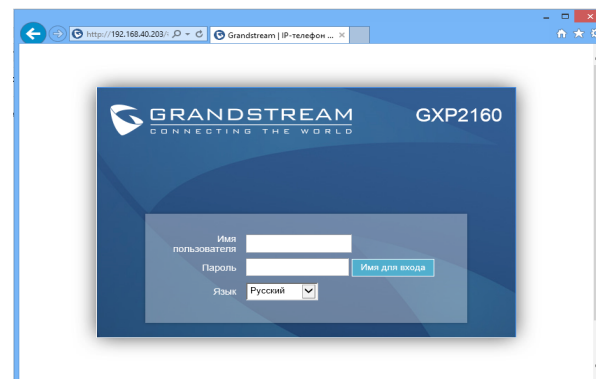 http://192.168.40.203/
Grandstream | IP-телефон ...
GRANDSTREAM
CONNECTING THE WORLD
GXP2160
Имя
пользователя
Пароль
Имя для входа
Язык
Русский